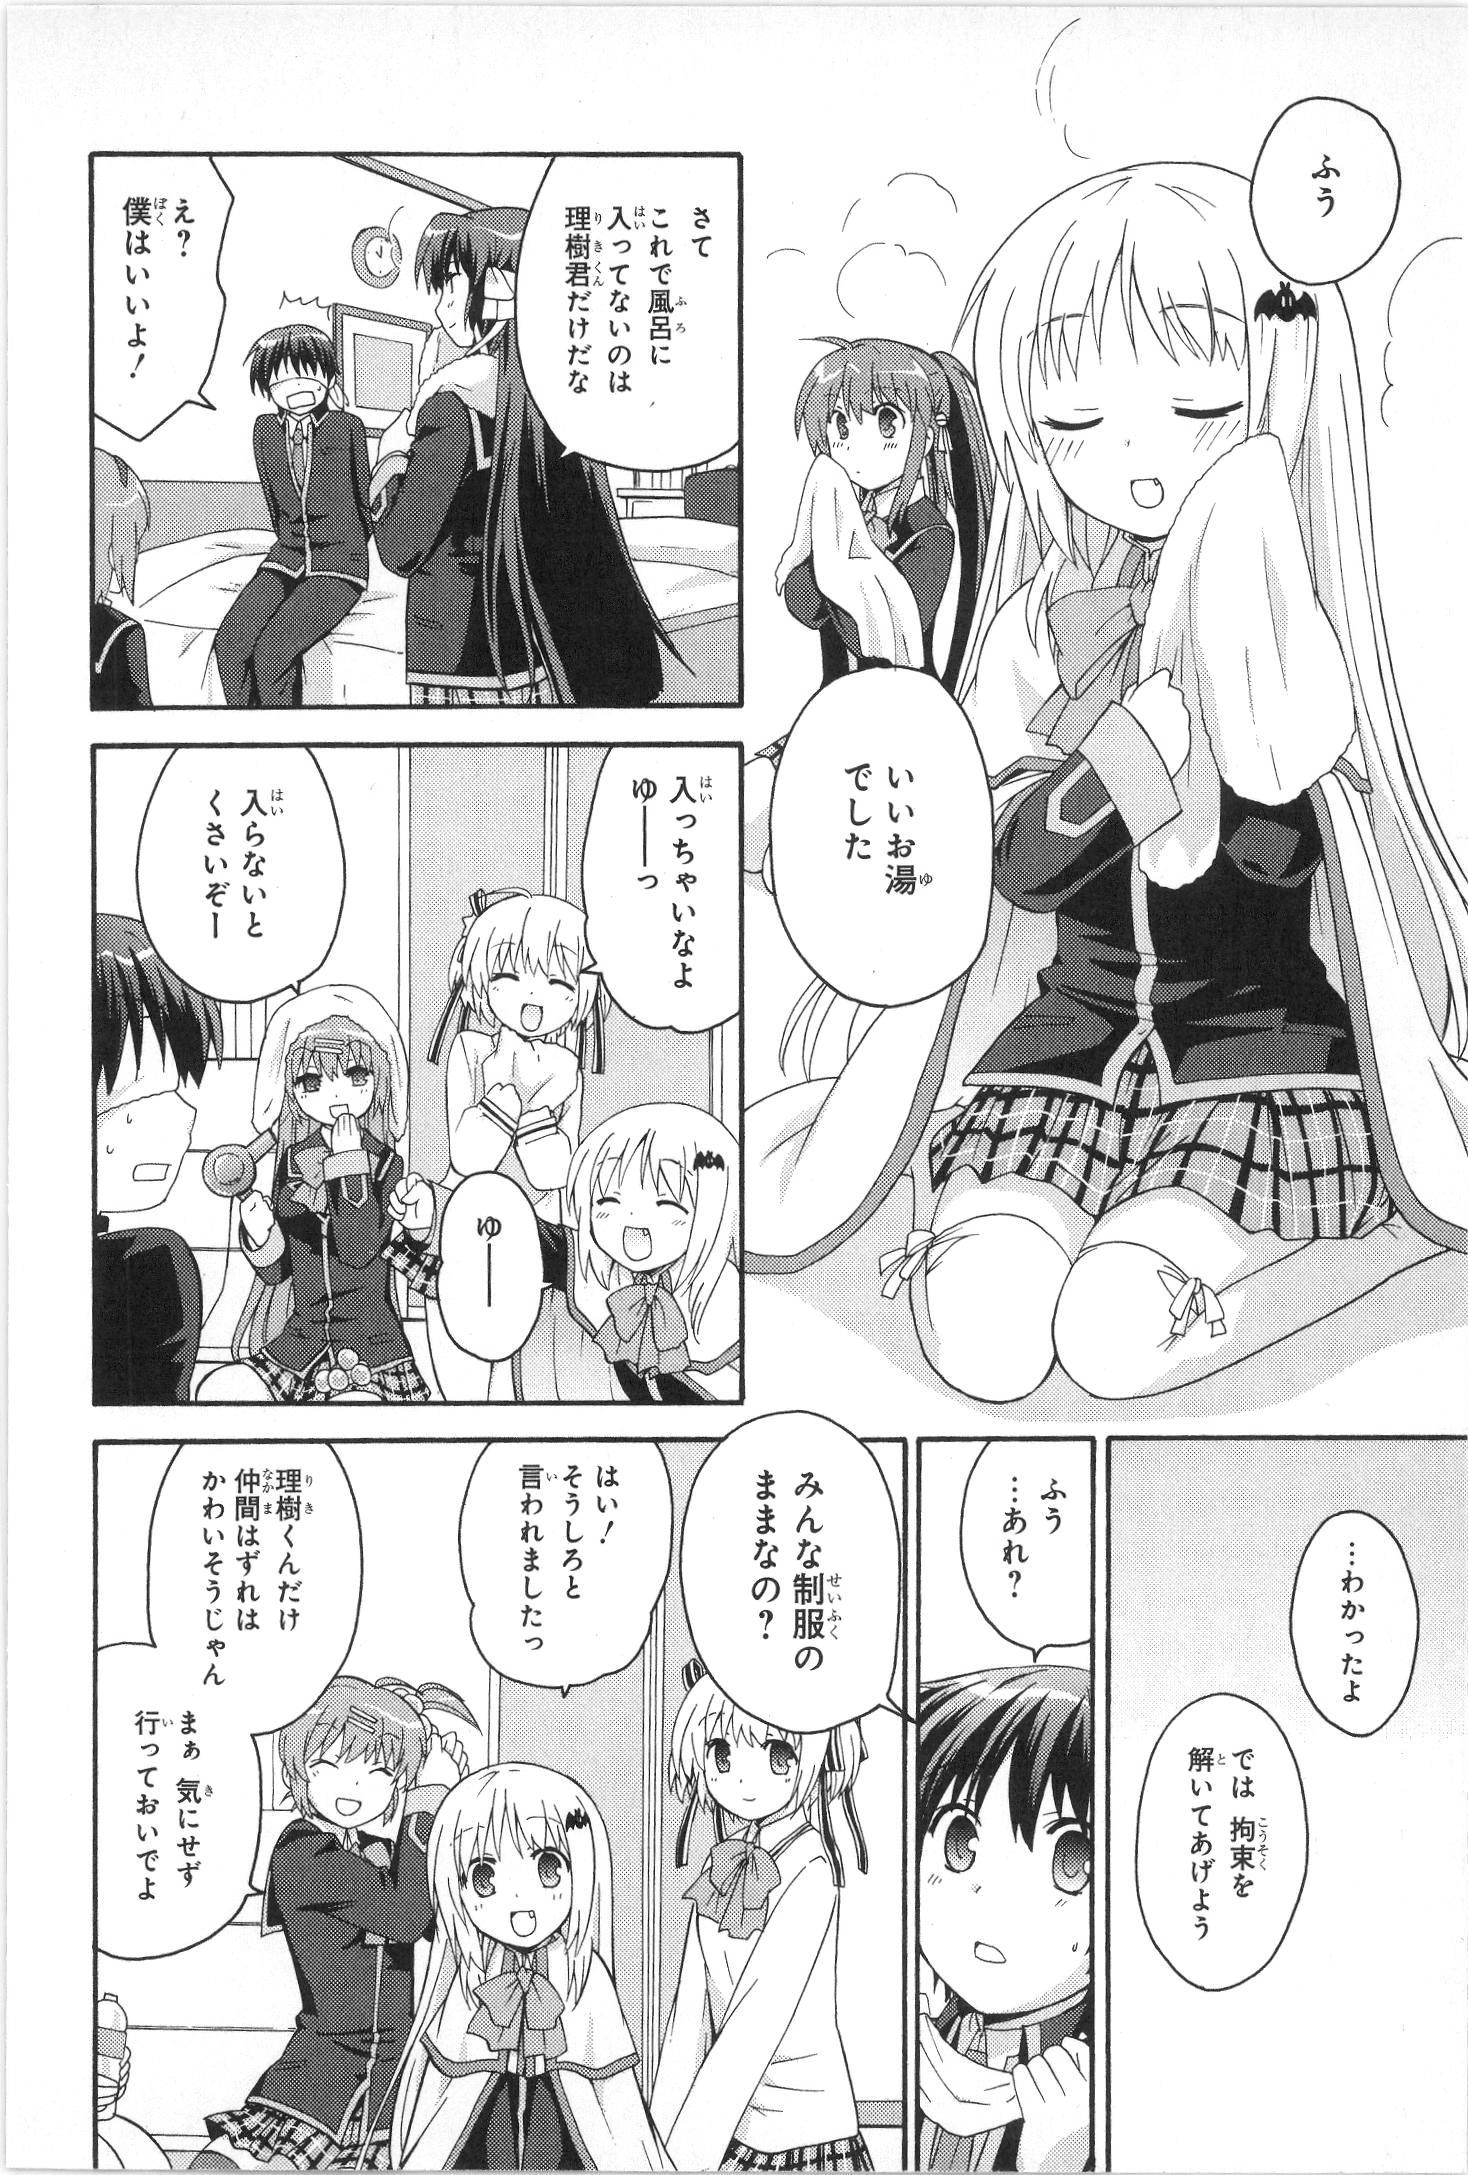 ふう
いいお湯
でした
さて
これで風呂に
入ってないのは
理樹君だけだな
え?
僕はいいよ!
入っちゃいなよ
ゆーーっ
ゆーー
入らないと
くさいぞー
…わかったよ
では 拘束を
解いてあげよう
ふう
…あれ?
みんな制服の
ままなの?
はい!
そうしろと
言われましたっ
理樹くんだけ
仲間はずれは
かわいそうじゃん
まぁ 気にせず
行っておいでよ